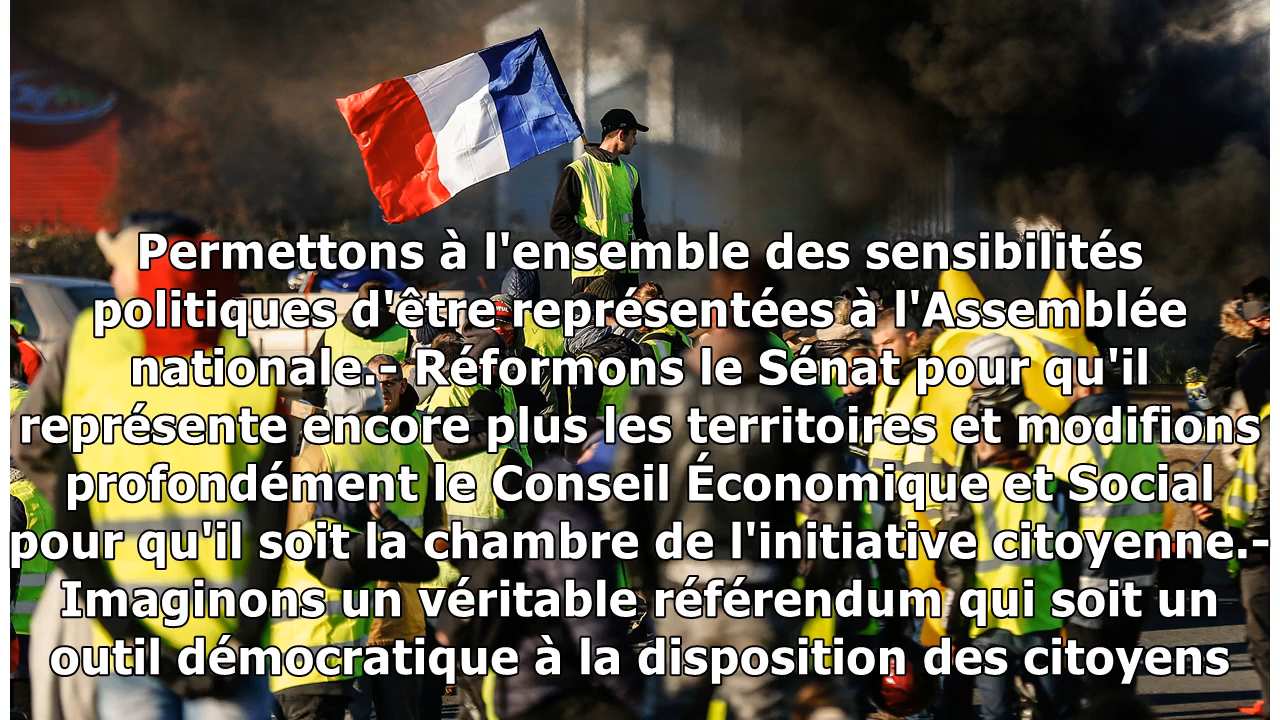 Permettons à l'ensemble des sensibilités
politiques d'être représentées à l'Assemblée
nationale.- Réformons le Sénat pour qu'il
représente encore plus les territoires et modifions
profondément le Conseil Économique et Social
pour qu'il soit la chambre de l'initiative citoyenne.-
Imaginons un véritable référendum qui soit un
outil démocratique à la disposition des citoyens